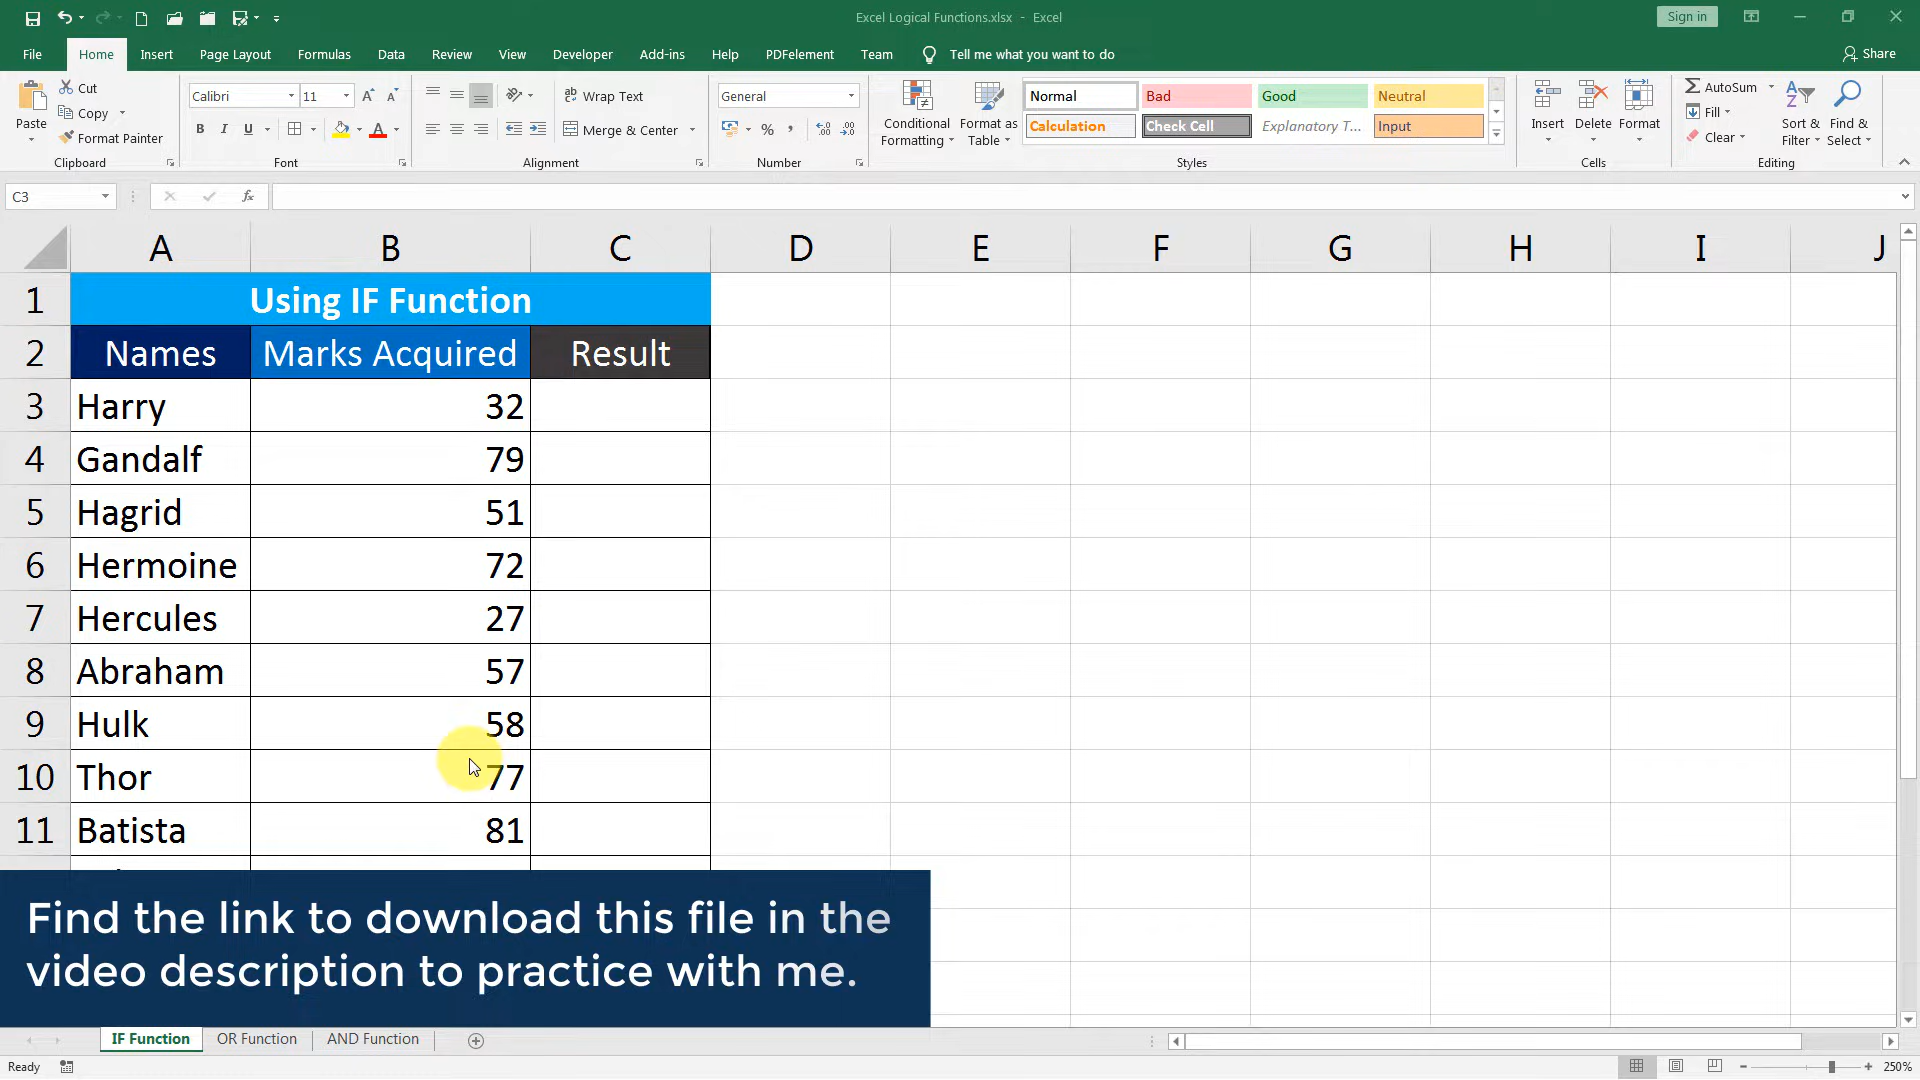 Excel Logical Functions.xlsx - Excel
Sign in
File Home Insert Page Layout Formulas Data Review View Developer Add-ins Help PDFelement Team Tell me what you want to do Share
Paste
Cut
Copy
Format Painter
Clipboard
Calibri 11
B I U
Font
Wrap Text
Merge & Center
Alignment
General
%
Number
Conditional Formatting
Format as Table
Normal Bad Good Neutral
Calculation Check Cell Explanatory T... Input
Styles
Insert Delete Format
Cells
AutoSum
Fill
Clear
Sort & Filter
Find & Select
Editing
C3 fx
A B C D E F G H I J
1 Using IF Function
2 Names Marks Acquired Result
3 Harry 32
4 Gandalf 79
5 Hagrid 51
6 Hermoine 72
7 Hercules 27
8 Abraham 57
9 Hulk 58
10 Thor 77
11 Batista 81
Find the link to download this file in the
video description to practice with me.
IF Function OR Function AND Function
Ready 250%